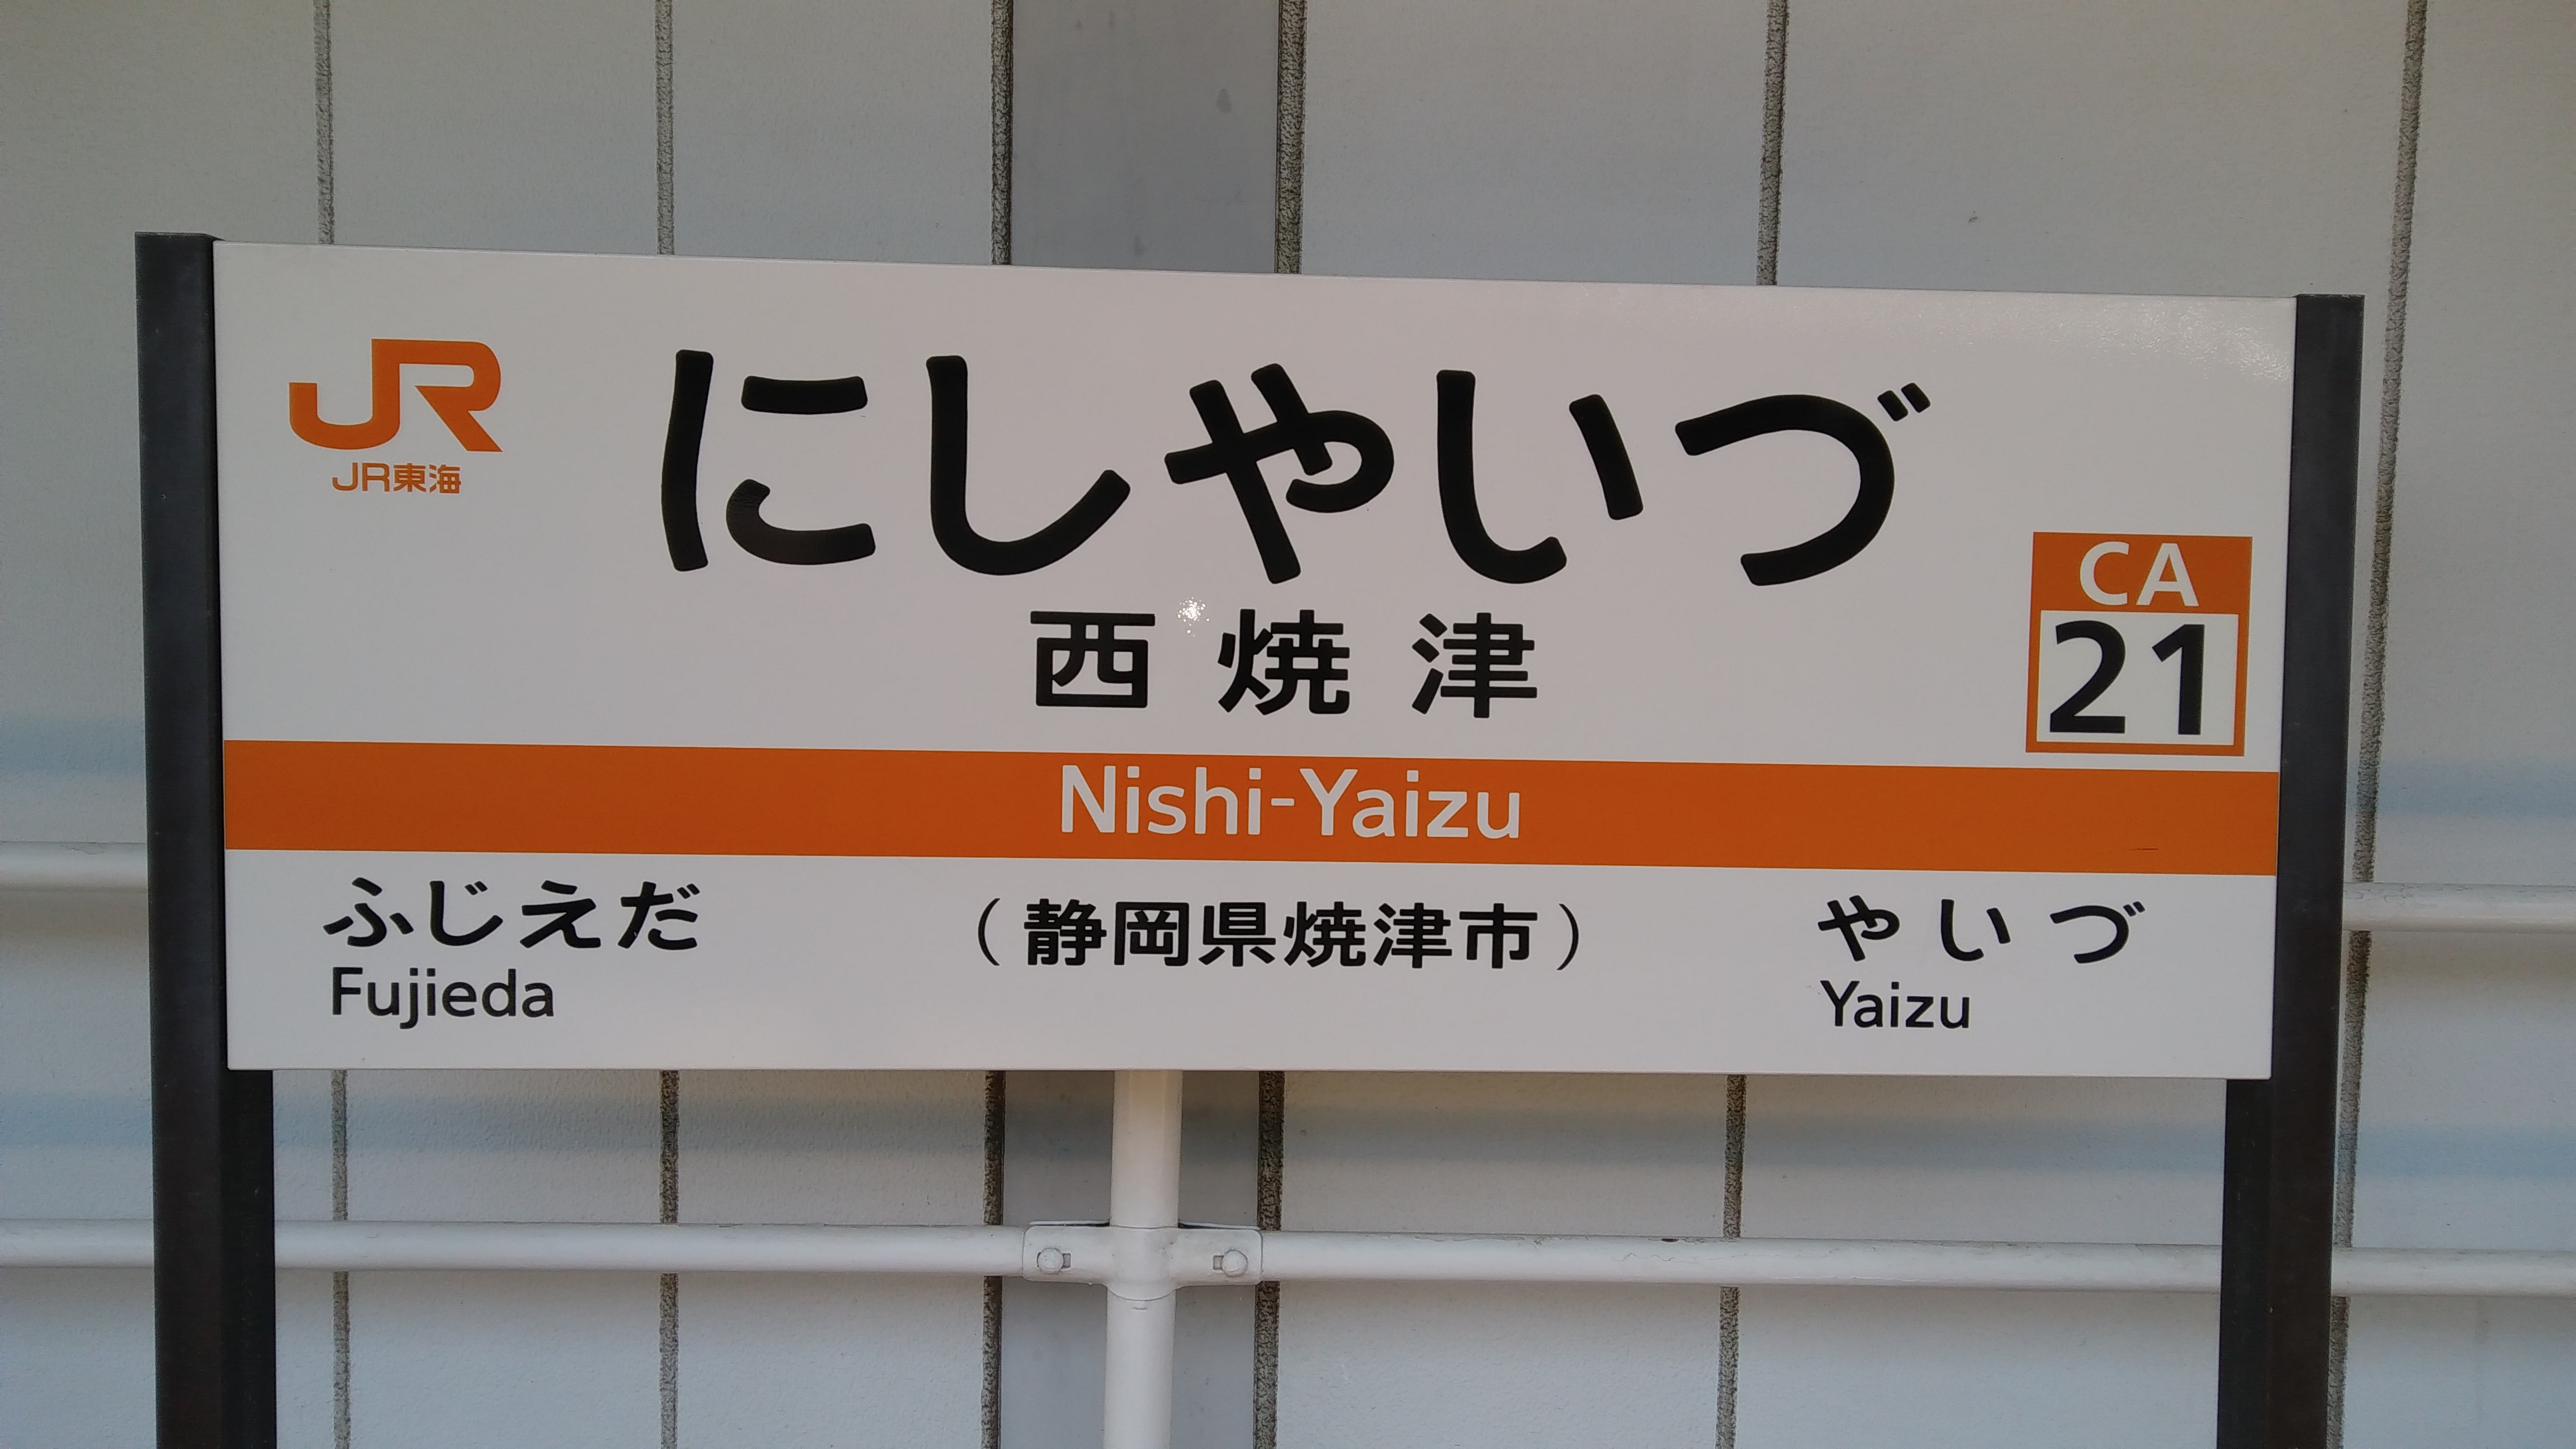 JR
JR東海
にしやいづ
西焼津
CA
21
Nishi-Yaizu
ふじえだ
Fujieda
（静岡県焼津市）
やいづ
Yaizu